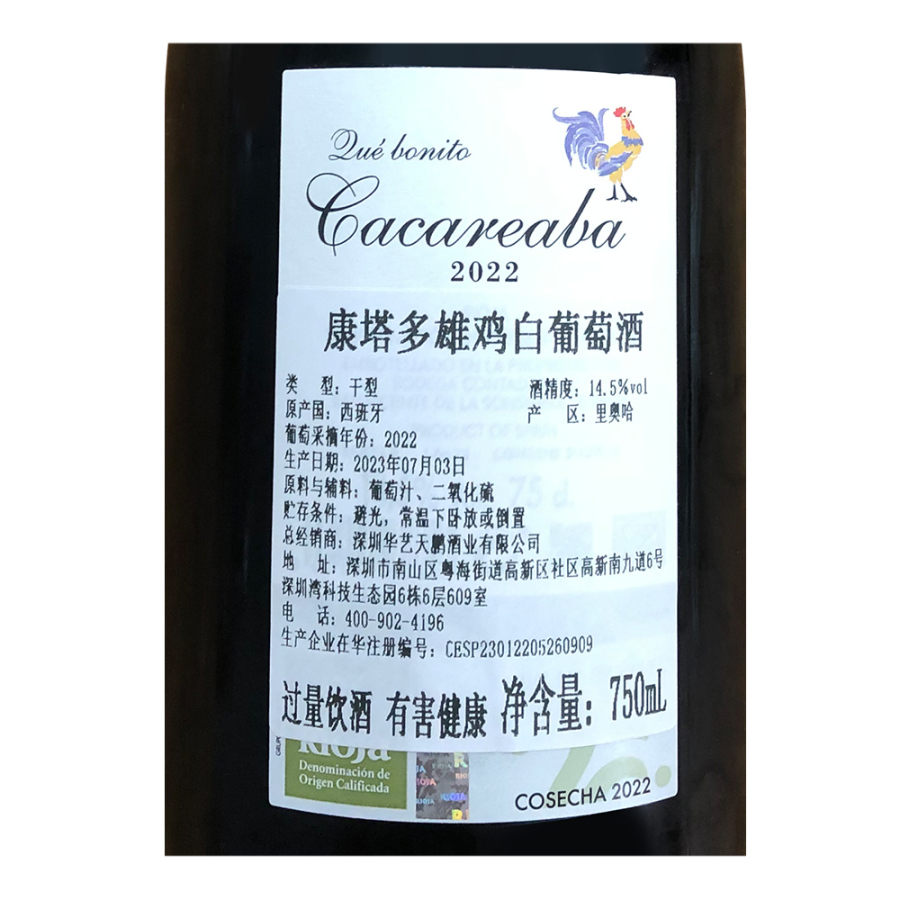 Qué bonito
Cacareaba
2022
康塔多雄鸡白葡萄酒
类 型：干型 酒精度：14.5%vol
原产国：西班牙 产 区：里奥哈
葡萄采摘年份：2022
生产日期：2023年07月03日
原料与辅料：葡萄汁、二氧化硫
贮存条件：避光，常温下卧放或倒置
总经销商：深圳华艺天鹏酒业有限公司
地 址：深圳市南山区粤海街道高新区社区高新南九道6号
深圳湾科技生态园6栋6层609室
电 话：400-902-4196
生产企业在华注册编号：CESP23012205260909
过量饮酒 有害健康 净含量：750mL
Rioja
Denominación de
Origen Calificada
COSECHA 2022